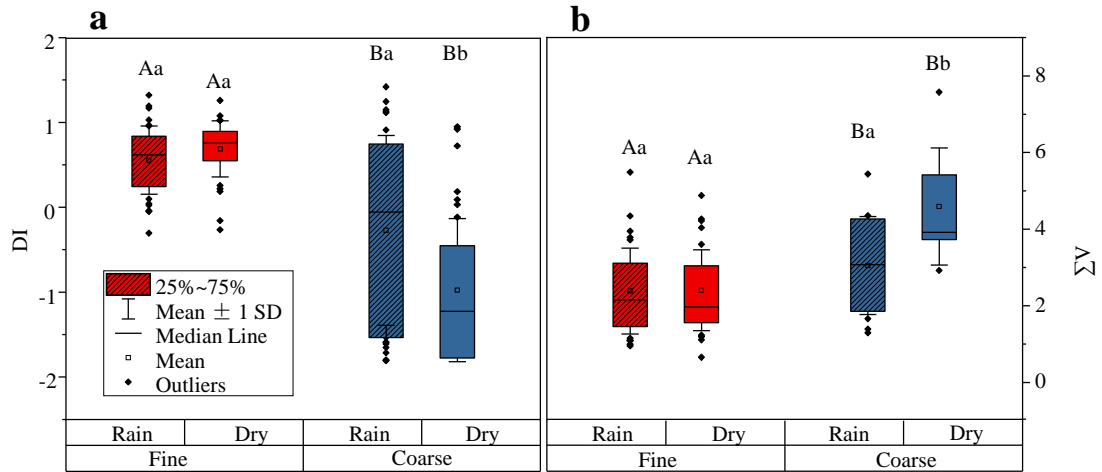 a
b
2
1
0
-1
-2
DI
Aa
Aa
Ba
Bb
25%~75%
Mean ± 1 SD
Median Line
Mean
Outliers
Rain
Dry
Rain
Dry
Fine
Coarse
Aa
Aa
Ba
Bb
8
6
4
2
0
ΣV
Rain
Dry
Rain
Dry
Fine
Coarse